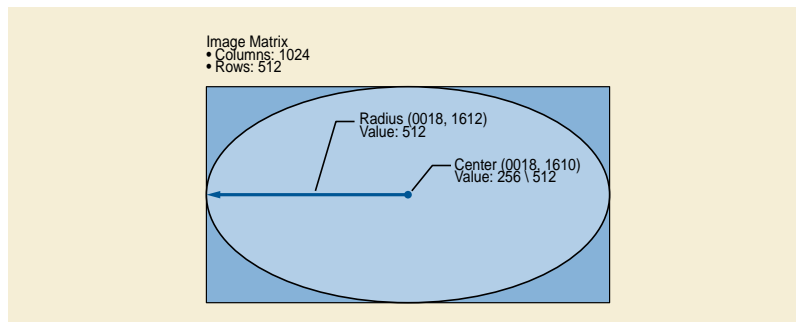 Image Matrix
• Columns: 1024
• Rows: 512
Radius (0018, 1612)
Value: 512
Center (0018, 1610)
Value: 256 \ 512